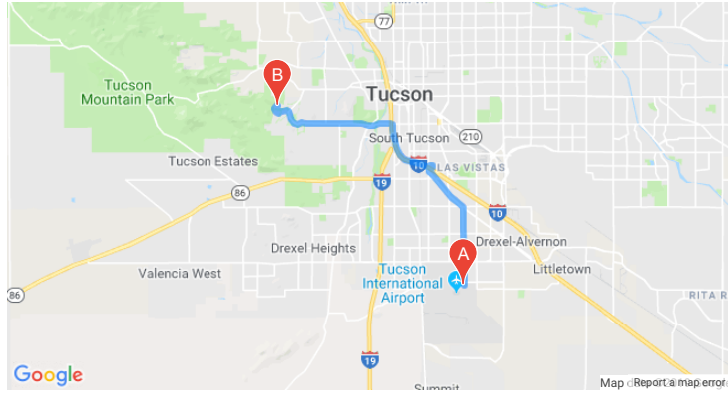 77
B
Tucson
Mountain Park
Tucson
South Tucson
210
Tucson Estates
10
LAS VISTAS
86
19
10
Drexel Heights
A
Drexel-Alvernon
Valencia West
Tucson
International
Airport
Littletown
86
RITA R
19
Google
Summit
Map
Report a map error